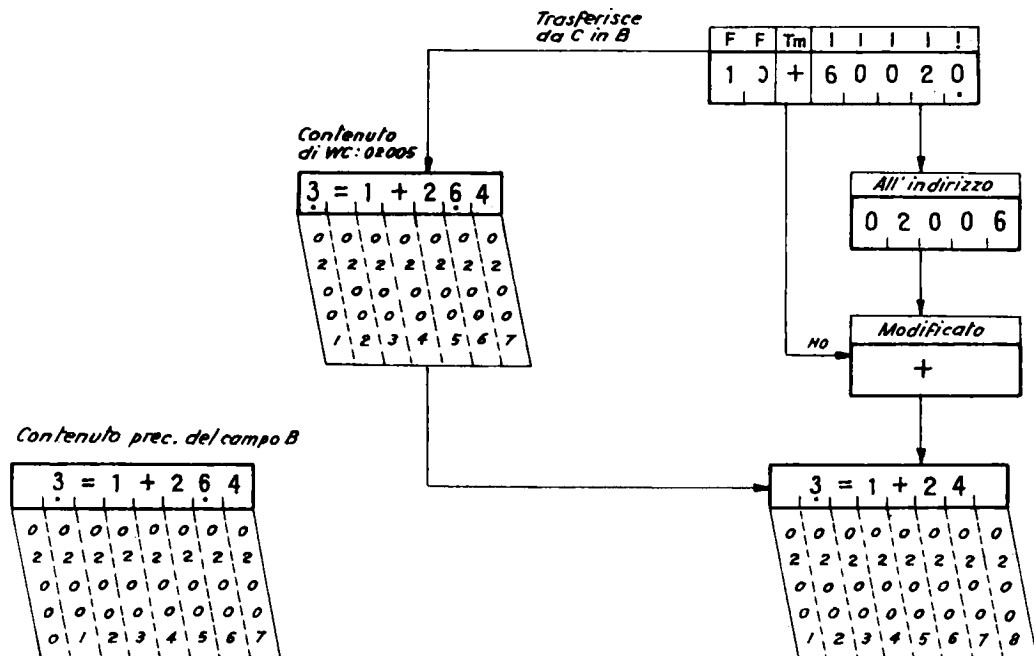 Trasferisce
da C in B
F F Tm I I I I !
1 + 6 0 0 2 0
Contenuto
di WC: 02005
3 = 1 + 2 6 4
0 0 0 0 0 0 0
2 2 2 2 2 2 2
0 0 0 0 0 0 0
0 0 0 0 0 0 0
1 2 3 4 5 6 7
All' indirizzo
0 2 0 0 6
Modificato
NO
+
Contenuto prec. del campo B
3 = 1 + 2 6 4
0 0 0 0 0 0 0 0
2 2 2 2 2 2 2 2
0 0 0 0 0 0 0 0
0 0 0 0 0 0 0 0
0 1 2 3 4 5 6 7
3 = 1 + 2 4
0 0 0 0 0 0 0 0
2 2 2 2 2 2 2 2
0 0 0 0 0 0 0 0
0 0 0 0 0 0 0 0
1 2 3 4 5 6 7 8